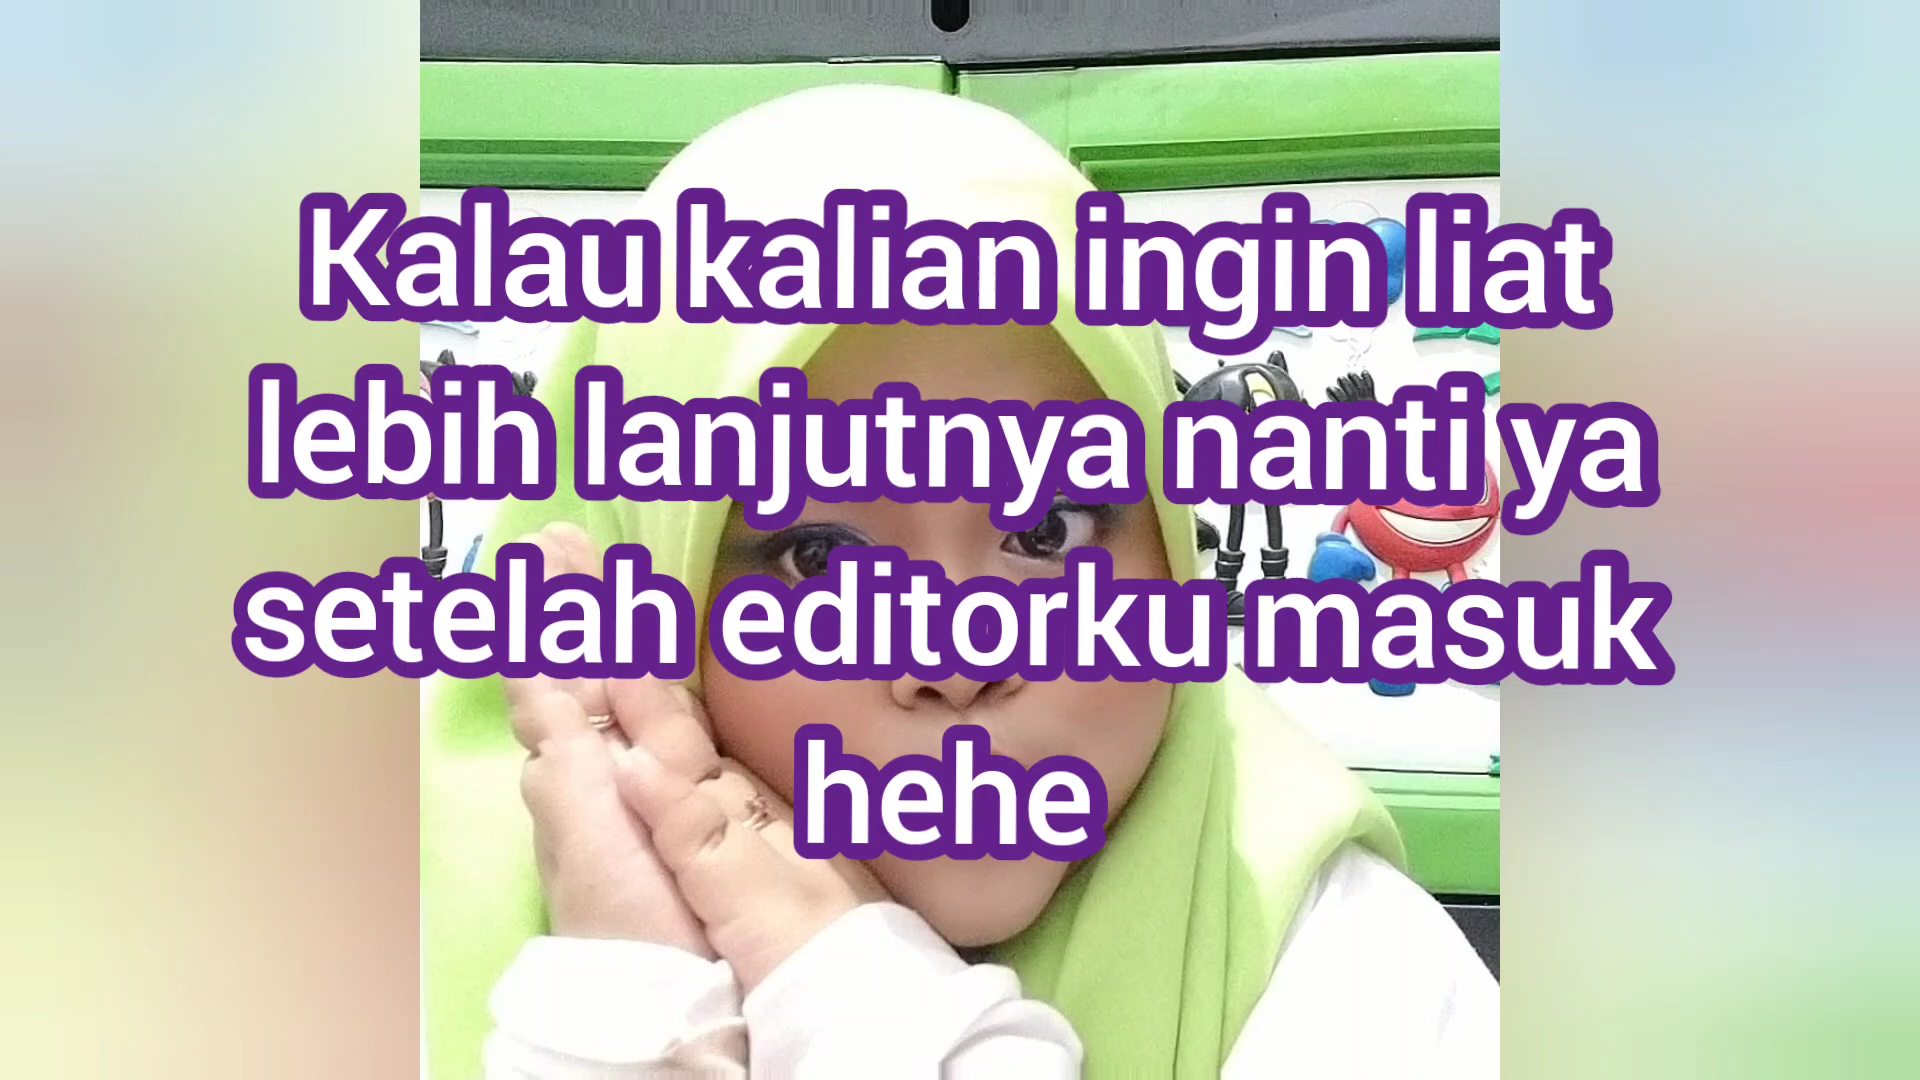 Kalau kalian ingin liat
lebih lanjutnya nanti ya
setelah editorku masuk
hehe